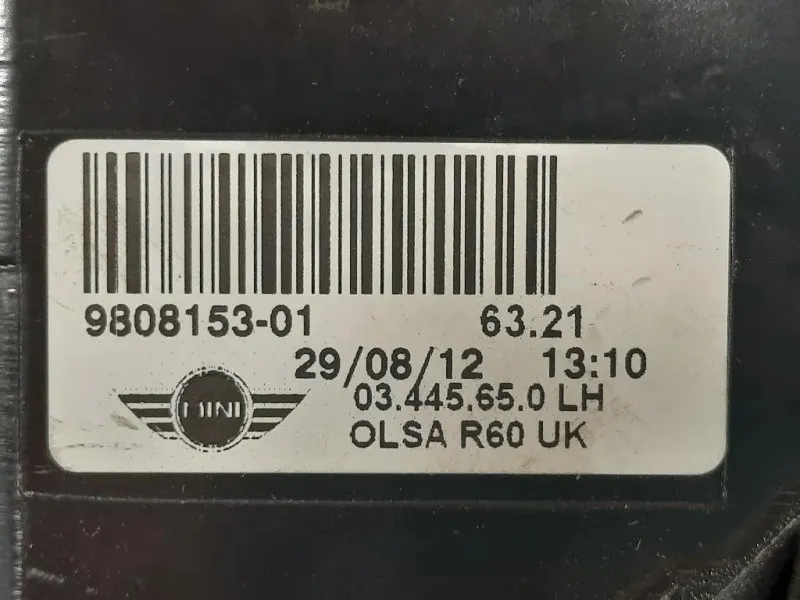 9808153-01 63.21
29/08/12 13:10
03.445.65.0 LH
MINI
OLSA R60 UK